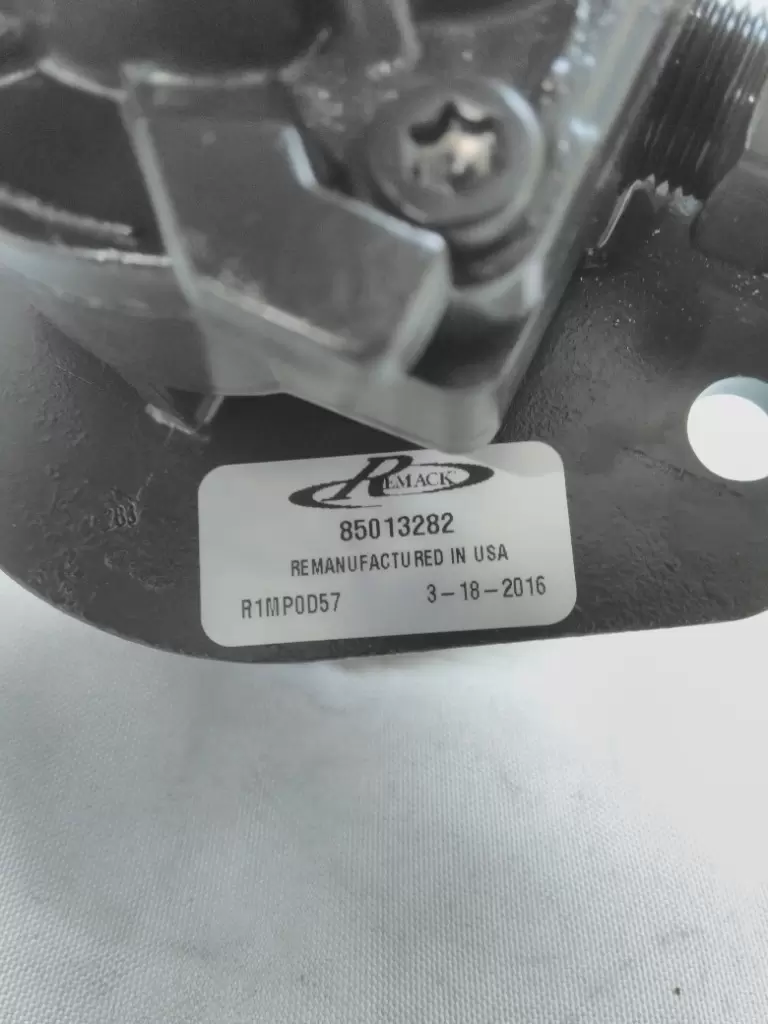 REMACK
85013282
REMANUFACTURED IN USA
R1MP0D57 3-18-2016